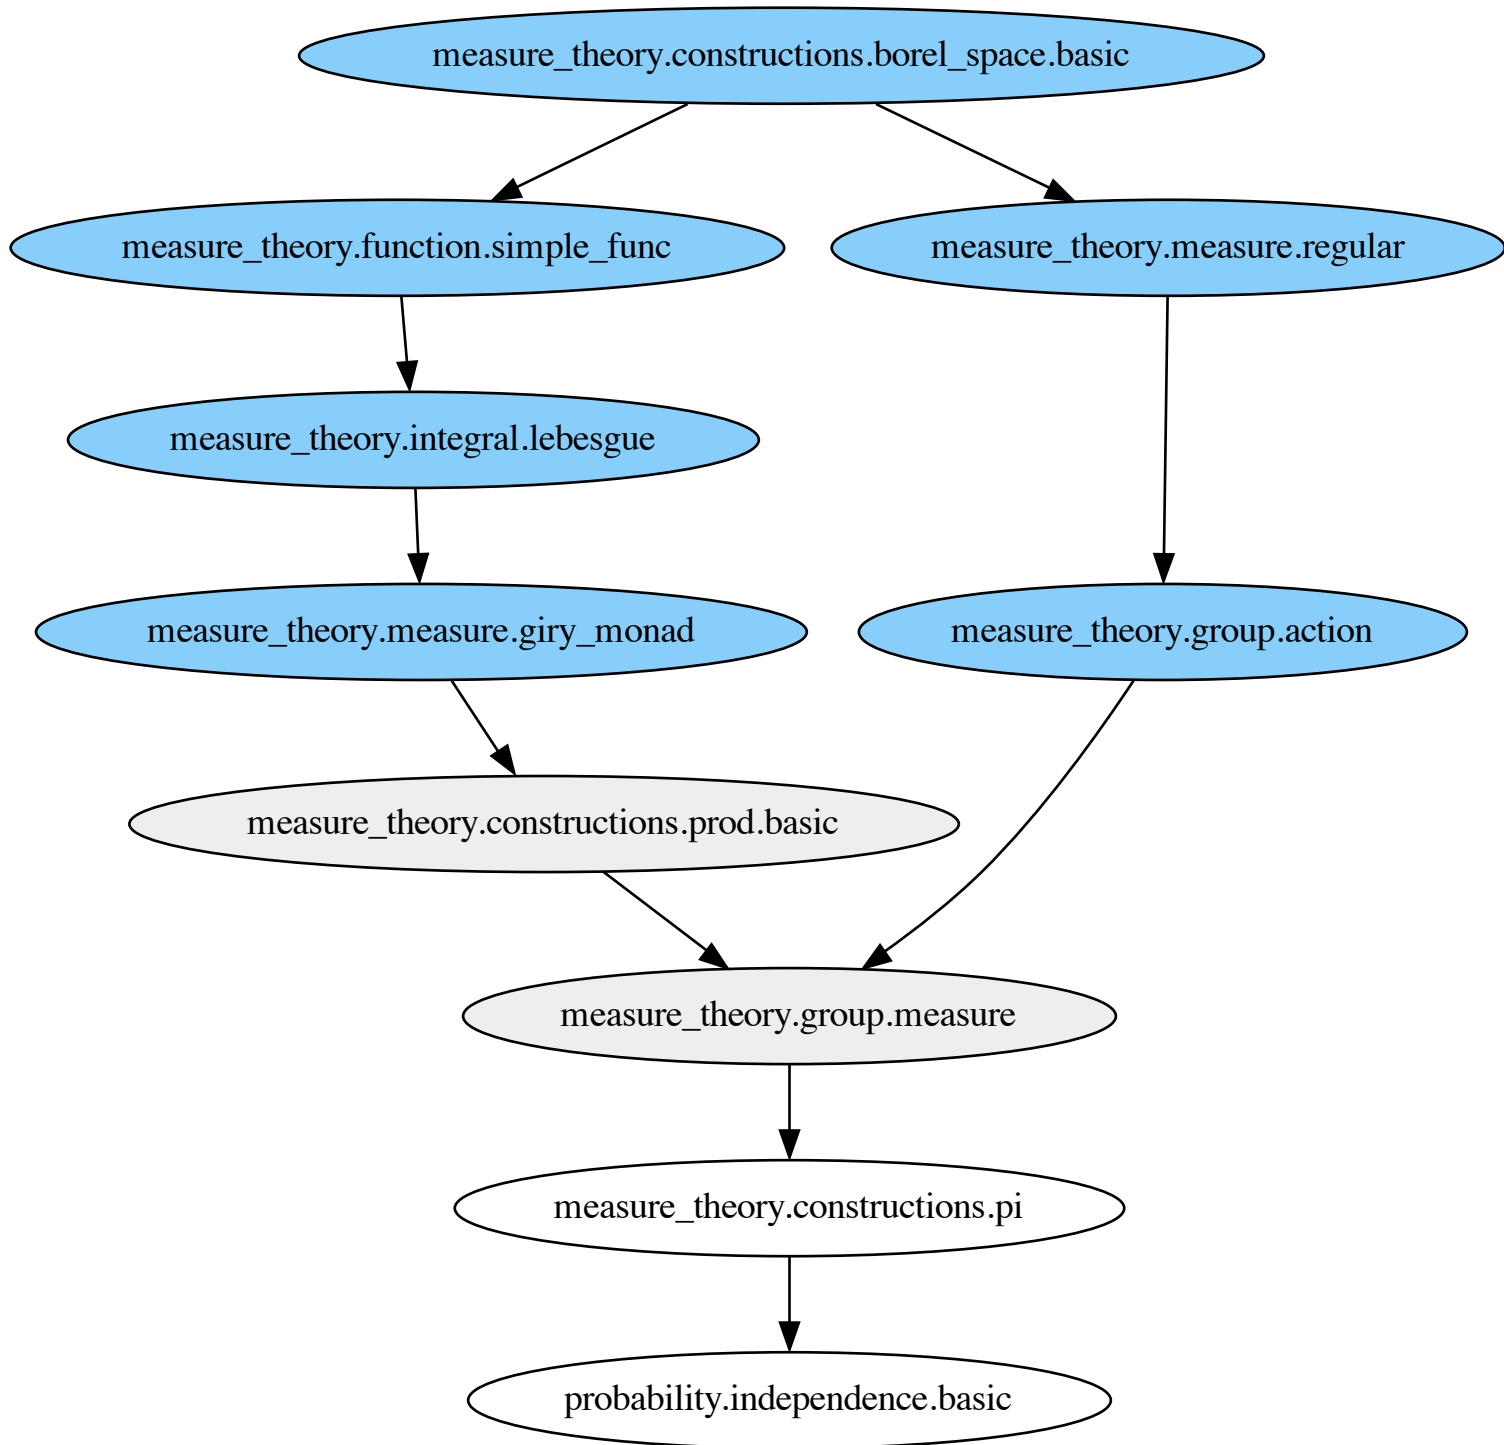 measure_theory.constructions.borel_space.basic
measure_theory.function.simple_func
measure_theory.measure.regular
measure_theory.integral.lebesgue
measure_theory.measure.giry_monad
measure_theory.group.action
measure_theory.constructions.prod.basic
measure_theory.group.measure
measure_theory.constructions.pi
probability.independence.basic